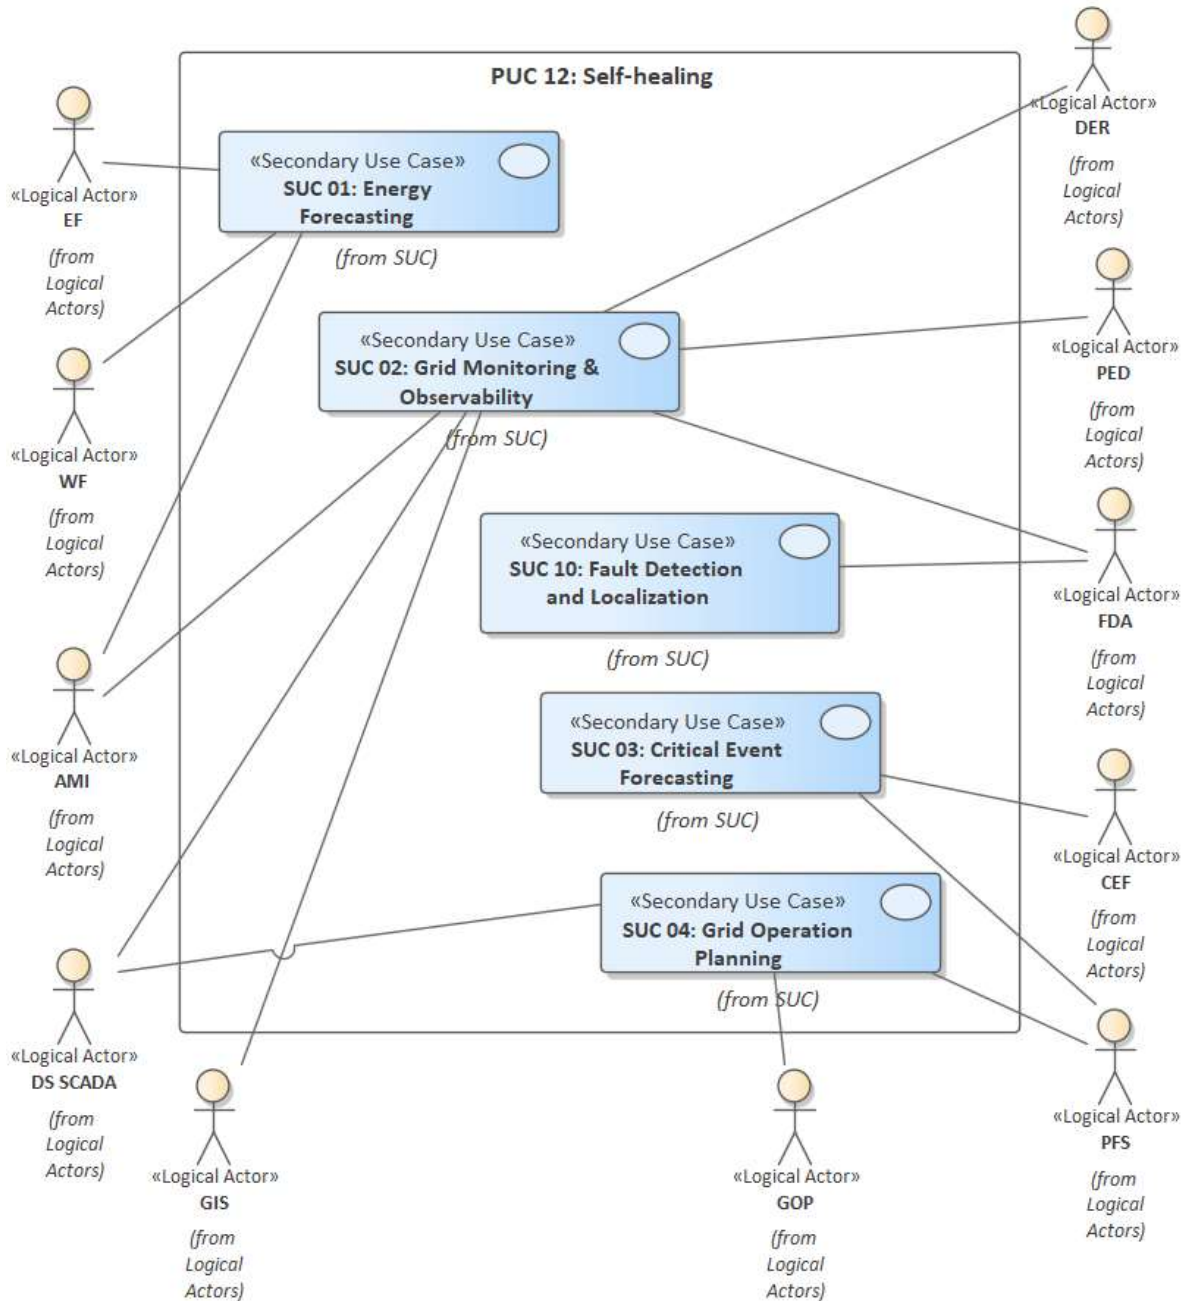 PUC 12: Self-healing
«Logical Actor»
EF
(from
Logical
Actors)
«Logical Actor»
WF
(from
Logical
Actors)
«Logical Actor»
AMI
(from
Logical
Actors)
«Logical Actor»
DS SCADA
(from
Logical
Actors)
«Logical Actor»
GIS
(from
Logical
Actors)
«Secondary Use Case»
SUC 01: Energy
Forecasting
(from SUC)
«Secondary Use Case»
SUC 02: Grid Monitoring &
Observability
(from SUC)
«Secondary Use Case»
SUC 10: Fault Detection
and Localization
(from SUC)
«Secondary Use Case»
SUC 03: Critical Event
Forecasting
(from SUC)
«Secondary Use Case»
SUC 04: Grid Operation
Planning
(from SUC)
«Logical Actor»
GOP
(from
Logical
Actors)
«Logical Actor»
DER
(from
Logical
Actors)
«Logical Actor»
PED
(from
Logical
Actors)
«Logical Actor»
FDA
(from
Logical
Actors)
«Logical Actor»
CEF
(from
Logical
Actors)
«Logical Actor»
PFS
(from
Logical
Actors)